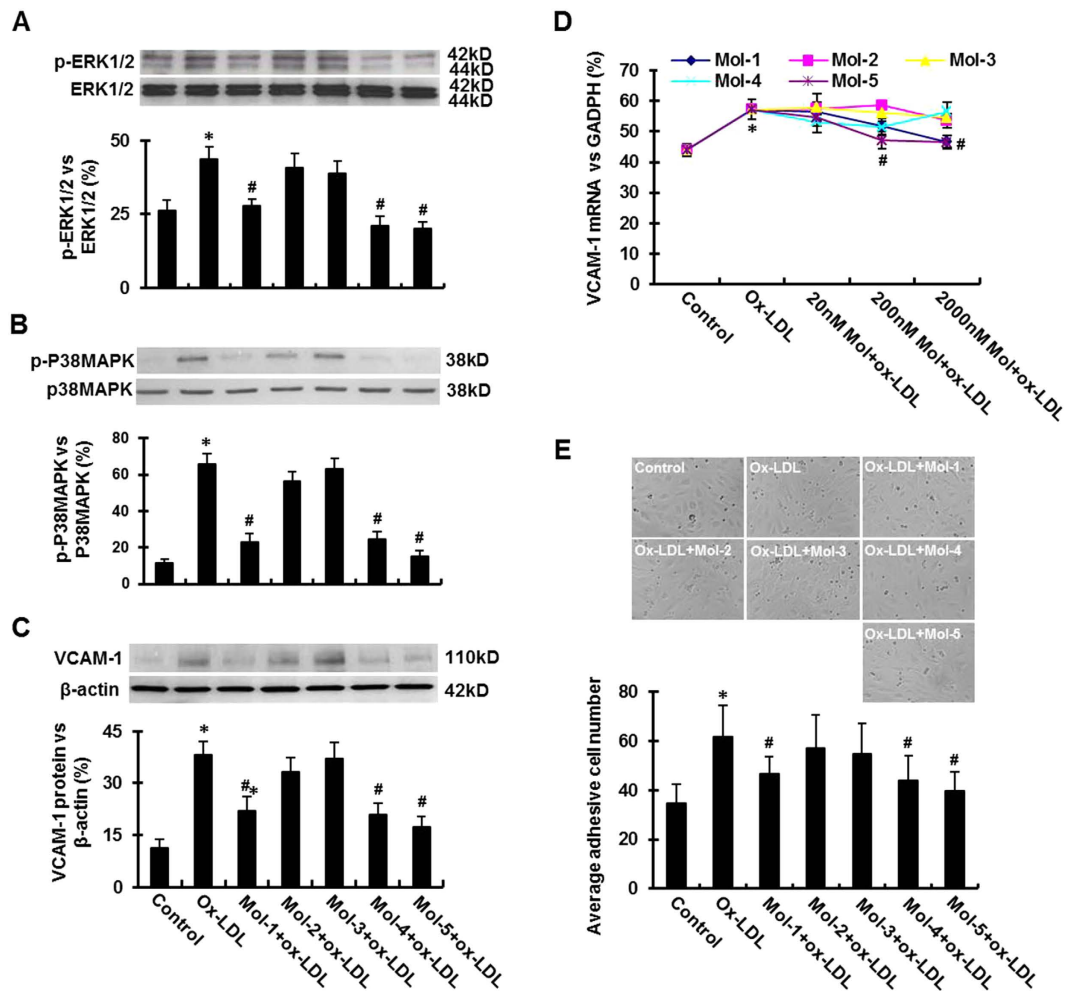 A
p-ERK1/2
42kD
44kD
ERK1/2
42kD
44kD
p-ERK1/2 vs
ERK1/2 (%)
50
25
0
*
#
#
#
B
p-P38MAPK
38kD
p38MAPK
38kD
p-P38MAPK vs
P38MAPK (%)
80
60
40
20
0
*
#
#
#
C
VCAM-1
110kD
β-actin
42kD
VCAM-1 protein vs
β-actin (%)
45
30
15
0
*
#*
#
#
Control
Ox-LDL
Mol-1+ox-LDL
Mol-2+ox-LDL
Mol-3+ox-LDL
Mol-4+ox-LDL
Mol-5+ox-LDL
D
Mol-1
Mol-2
Mol-3
Mol-4
Mol-5
VCAM-1 mRNA vs GADPH (%)
70
60
50
40
30
20
10
0
*
#
#
Control
Ox-LDL
20nM Mol+ox-LDL
200nM Mol+ox-LDL
2000nM Mol+ox-LDL
E
Control
Ox-LDL
Ox-LDL+Mol-1
Ox-LDL+Mol-2
Ox-LDL+Mol-3
Ox-LDL+Mol-4
Ox-LDL+Mol-5
Average adhesive cell number
80
60
40
20
0
*
#
#
#
Control
Ox-LDL
Mol-1+ox-LDL
Mol-2+ox-LDL
Mol-3+ox-LDL
Mol-4+ox-LDL
Mol-5+ox-LDL